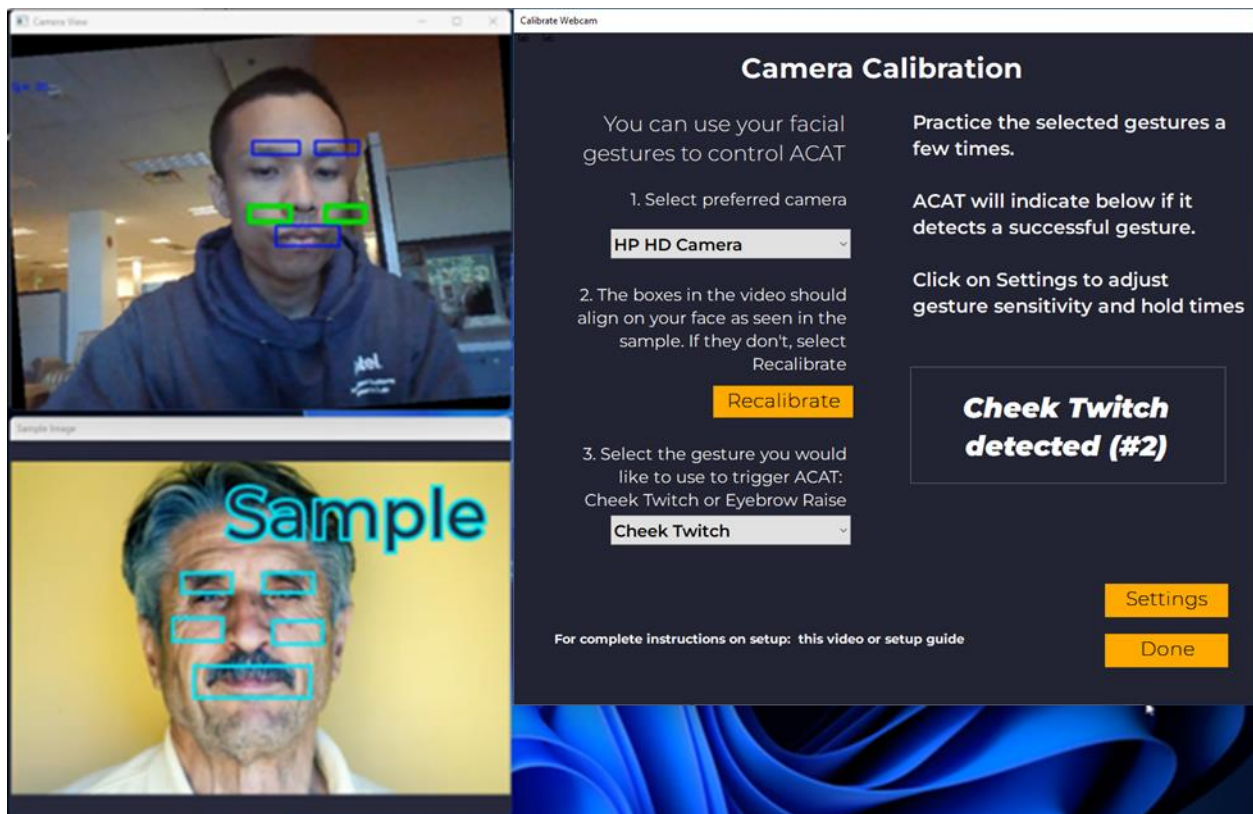 Camera View
Calibrate Webcam
Camera Calibration
You can use your facial
gestures to control ACAT
1. Select preferred camera
HP HD Camera
2. The boxes in the video should
align on your face as seen in the
sample. If they don't, select
Recalibrate
Recalibrate
3. Select the gesture you would
like to use to trigger ACAT:
Cheek Twitch or Eyebrow Raise
Cheek Twitch
For complete instructions on setup: this video or setup guide
Practice the selected gestures a
few times.
ACAT will indicate below if it
detects a successful gesture.
Click on Settings to adjust
gesture sensitivity and hold times
Cheek Twitch
detected (#2)
Settings
Done
Sample Image
Sample